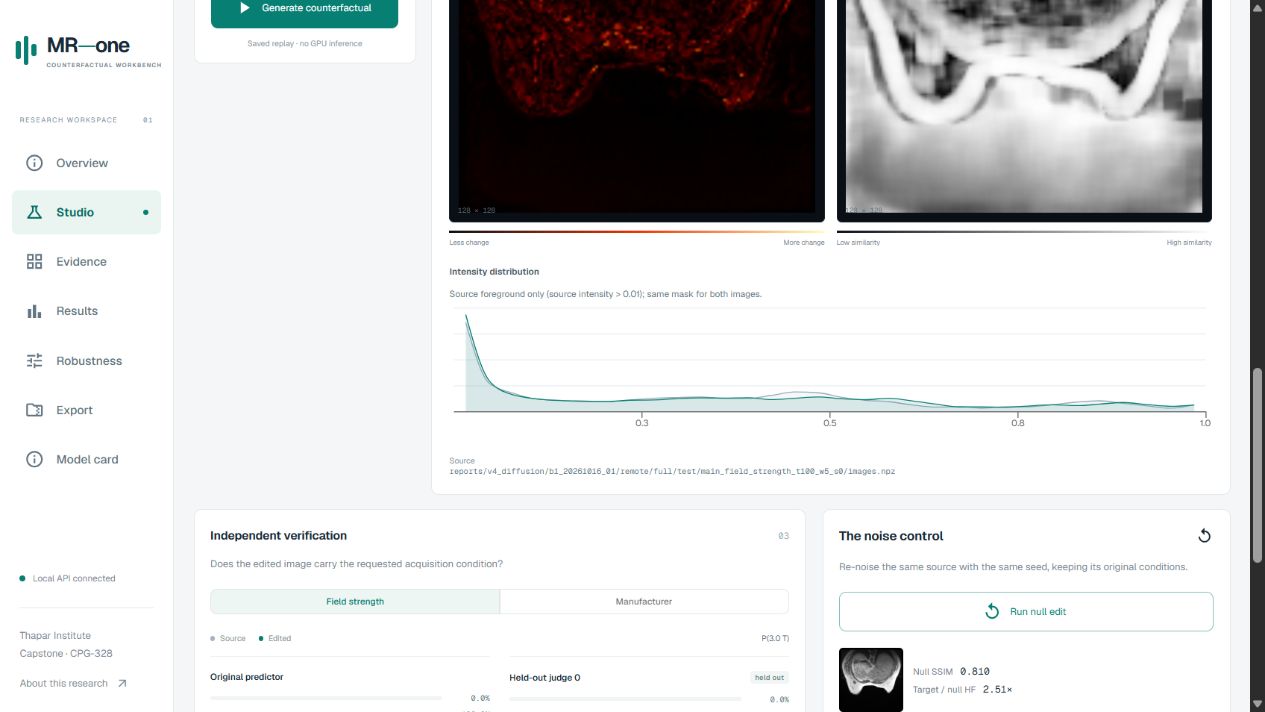 MR—one
COUNTERFACTUAL WORKBENCH
RESEARCH WORKSPACE 01
Overview
Studio
Evidence
Results
Robustness
Export
Model card
Local API connected
Thapar Institute
Capstone · CPG-328
About this research
Generate counterfactual
Saved replay · no GPU inference
128 × 128
128 × 128
Less change More change
Low similarity High similarity
Intensity distribution
Source foreground only (source intensity > 0.01); same mask for both images.
0.3 0.5 0.8 1.0
Source
reports/v4_diffusion/b1_20261016_01/remote/full/test/main_field_strength_t100_w5_s0/images.npz
Independent verification 03
Does the edited image carry the requested acquisition condition?
Field strength Manufacturer
Source Edited P(3.0 T)
Original predictor
0.0%
Held-out judge 0 held out
0.0%
The noise control
Re-noise the same source with the same seed, keeping its original conditions.
Run null edit
Null SSIM 0.810
Target / null HF 2.51×